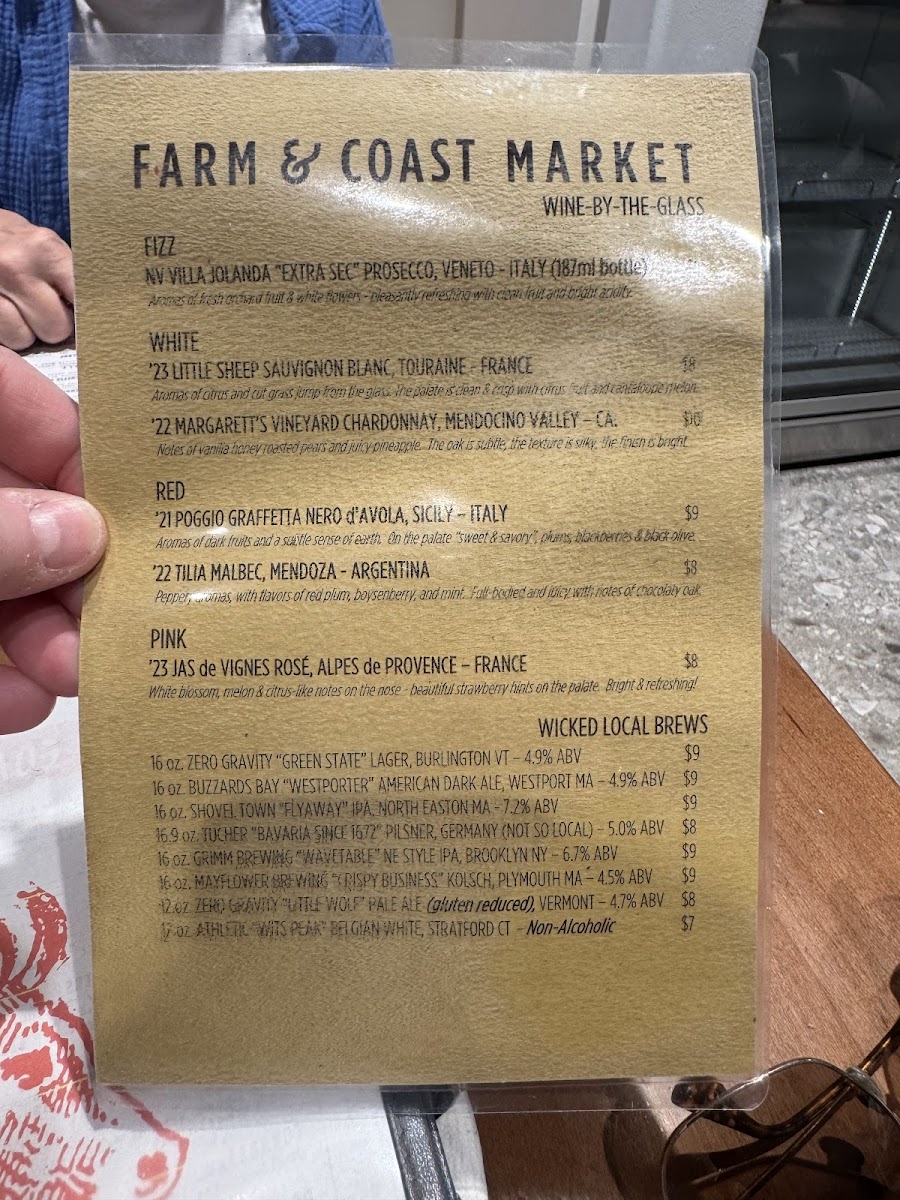 FARM & COAST MARKET
WINE-BY-THE-GLASS
FIZZ
NV VILLA JOLANDA "EXTRA SEC" PROSECCO, VENETO - ITALY (187ml bottle)
Aromas of fresh orchard fruit & white flowers - pleasantly refreshing with clean fruit and bright acidity.
WHITE
'23 LITTLE SHEEP SAUVIGNON BLANC, TOURAINE - FRANCE $8
Aromas of citrus and cut grass jump from the glass. The palate is clean & crisp with citrus fruit and cantaloupe melon.
'22 MARGARETT'S VINEYARD CHARDONNAY, MENDOCINO VALLEY – CA. $10
Notes of vanilla honey roasted pears and juicy pineapple. The oak is subtle, the texture is silky, the finish is bright.
RED
'21 POGGIO GRAFFETTA NERO d'AVOLA, SICILY – ITALY $9
Aromas of dark fruits and a subtle sense of earth. On the palate "sweet & savory", plums, blackberries & black olive.
'22 TILIA MALBEC, MENDOZA - ARGENTINA $8
Pepper, aromas, with flavors of red plum, boysenberry, and mint. Full-bodied and juicy with notes of chocolaty oak.
PINK
'23 JAS de VIGNES ROSÉ, ALPES de PROVENCE – FRANCE $8
White blossom, melon & citrus-like notes on the nose - beautiful strawberry hints on the palate. Bright & refreshing!
WICKED LOCAL BREWS
16 oz. ZERO GRAVITY "GREEN STATE" LAGER, BURLINGTON VT – 4.9% ABV $9
16 oz. BUZZARDS BAY "WESTPORTER" AMERICAN DARK ALE, WESTPORT MA – 4.9% ABV $9
16 oz. SHOVEL TOWN "FLYAWAY" IPA, NORTH EASTON MA - 7.2% ABV $9
16.9 oz. TUCHER "BAVARIA SINCE 1672" PILSNER, GERMANY (NOT SO LOCAL) – 5.0% ABV $8
16 oz. GRIMM BREWING "WAVETABLE" NE STYLE IPA, BROOKLYN NY – 6.7% ABV $9
16 oz. MAYFLOWER BREWING "CRISPY BUSINESS" KOLSCH, PLYMOUTH MA – 4.5% ABV $9
12 oz. ZERO GRAVITY "LITTLE WOLF" PALE ALE (gluten reduced), VERMONT – 4.7% ABV $8
12 oz. ATHLETIC "WITS PEAK" BELGIAN WHITE, STRATFORD CT – Non-Alcoholic $7